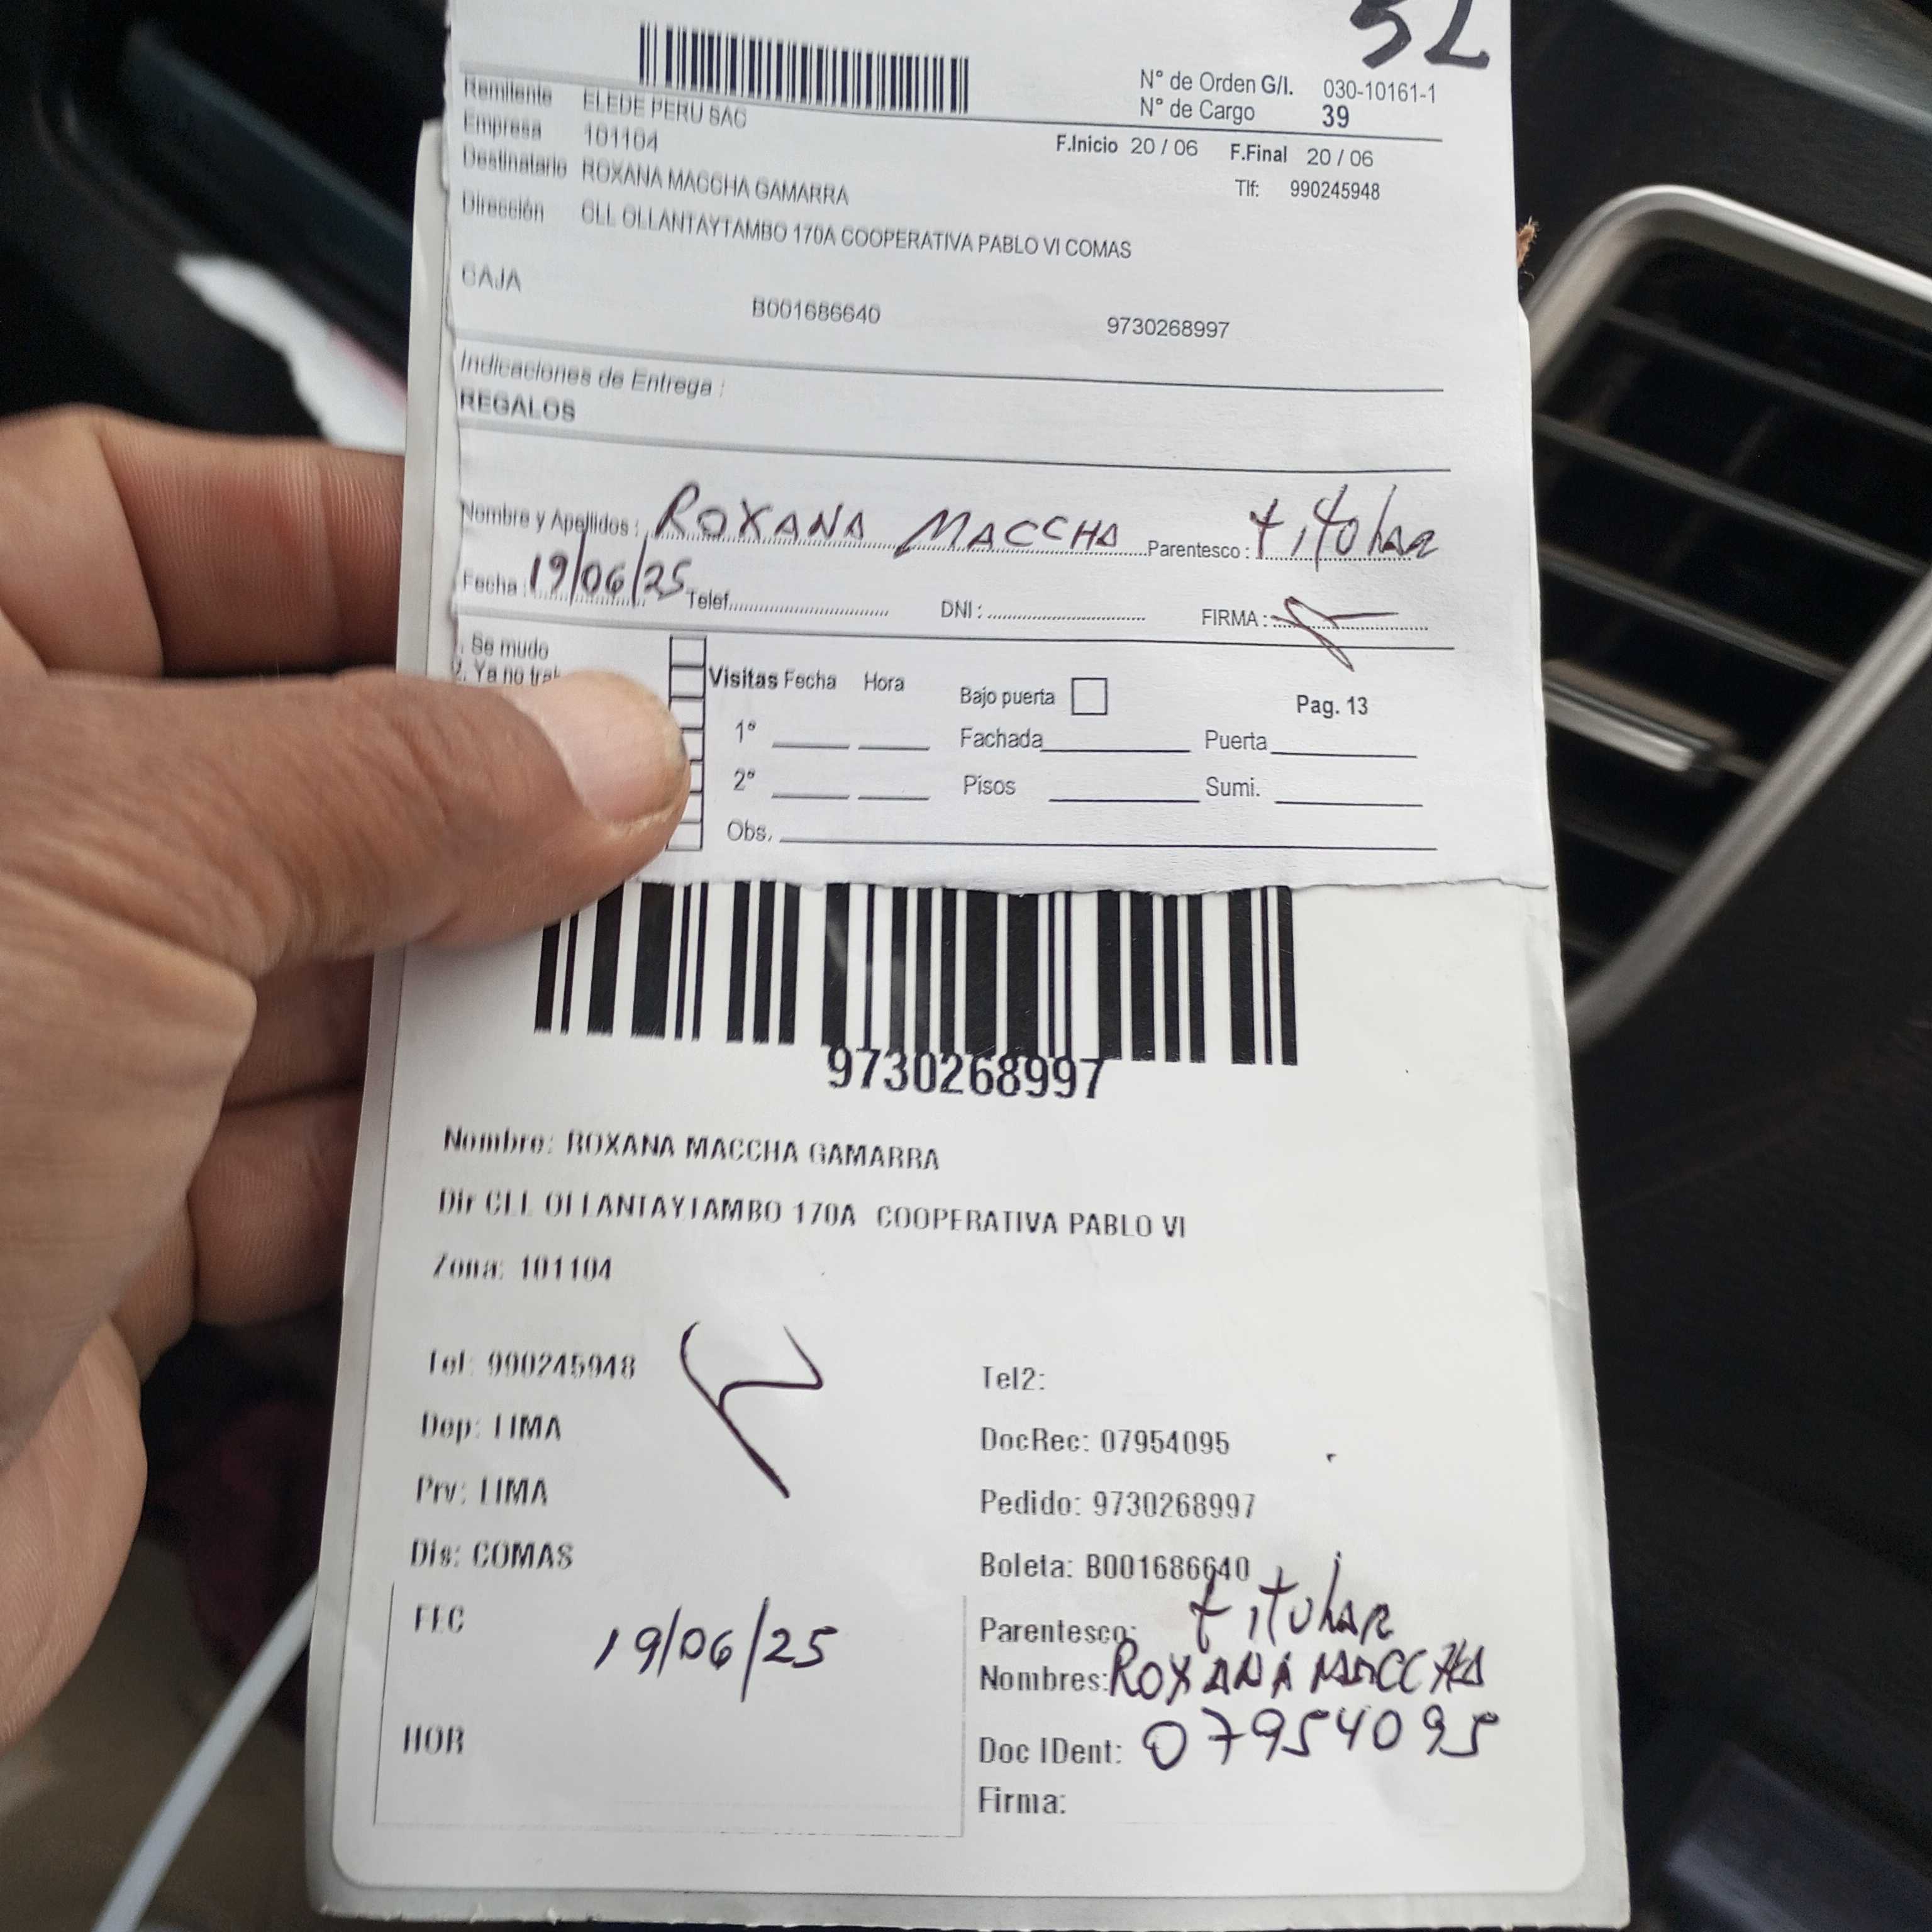 52
N° de Orden G/I. 030-10161-1
N° de Cargo 39
Remitente ELEDE PERU SAC
Empresa 101104
F.Inicio 20 / 06 F.Final 20 / 06
Destinatario ROXANA MACCHA GAMARRA
Tlf: 990245948
Dirección CLL OLLANTAYTAMBO 170A COOPERATIVA PABLO VI COMAS
CAJA
B001686640 9730268997
Indicaciones de Entrega :
REGALOS
Nombre y Apellidos : ROXANA MACCHA Parentesco : titular
Fecha : 19/06/25 Telef. DNI : FIRMA :
Se mudo
Ya no
Visitas Fecha Hora Bajo puerta Pag. 13
1° Fachada Puerta
2° Pisos Sumi.
Obs.
9730268997
Nombre: ROXANA MACCHA GAMARRA
Dir CLL OLLANTAYTAMBO 170A COOPERATIVA PABLO VI
Zona: 101104
Tel: 990245948 Tel2:
Dep: LIMA DocRec: 07954095
Prv: LIMA Pedido: 9730268997
Dis: COMAS Boleta: B001686640
FEC 19/06/25 Parentesco: titular
Nombres: ROXANA MACCHA
HOR Doc IDent: 07954095
Firma: